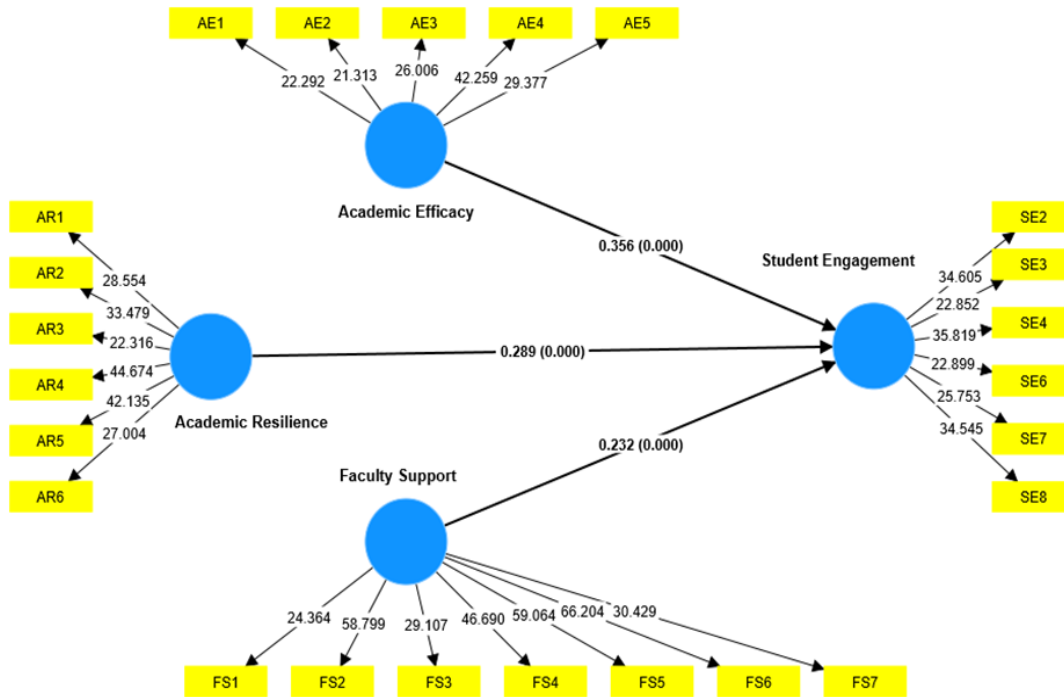 AE1 AE2 AE3 AE4 AE5
22.292 21.313 26.006 42.259 29.377
Academic Efficacy
AR1
AR2
AR3
AR4
AR5
AR6
28.554
33.479
22.316
44.674
42.135
27.004
Academic Resilience
0.356 (0.000)
0.289 (0.000)
0.232 (0.000)
Student Engagement
34.605
22.852
35.819
22.899
25.753
34.545
SE2
SE3
SE4
SE6
SE7
SE8
Faculty Support
24.364 58.799 29.107 46.690 59.064 66.204 30.429
FS1 FS2 FS3 FS4 FS5 FS6 FS7